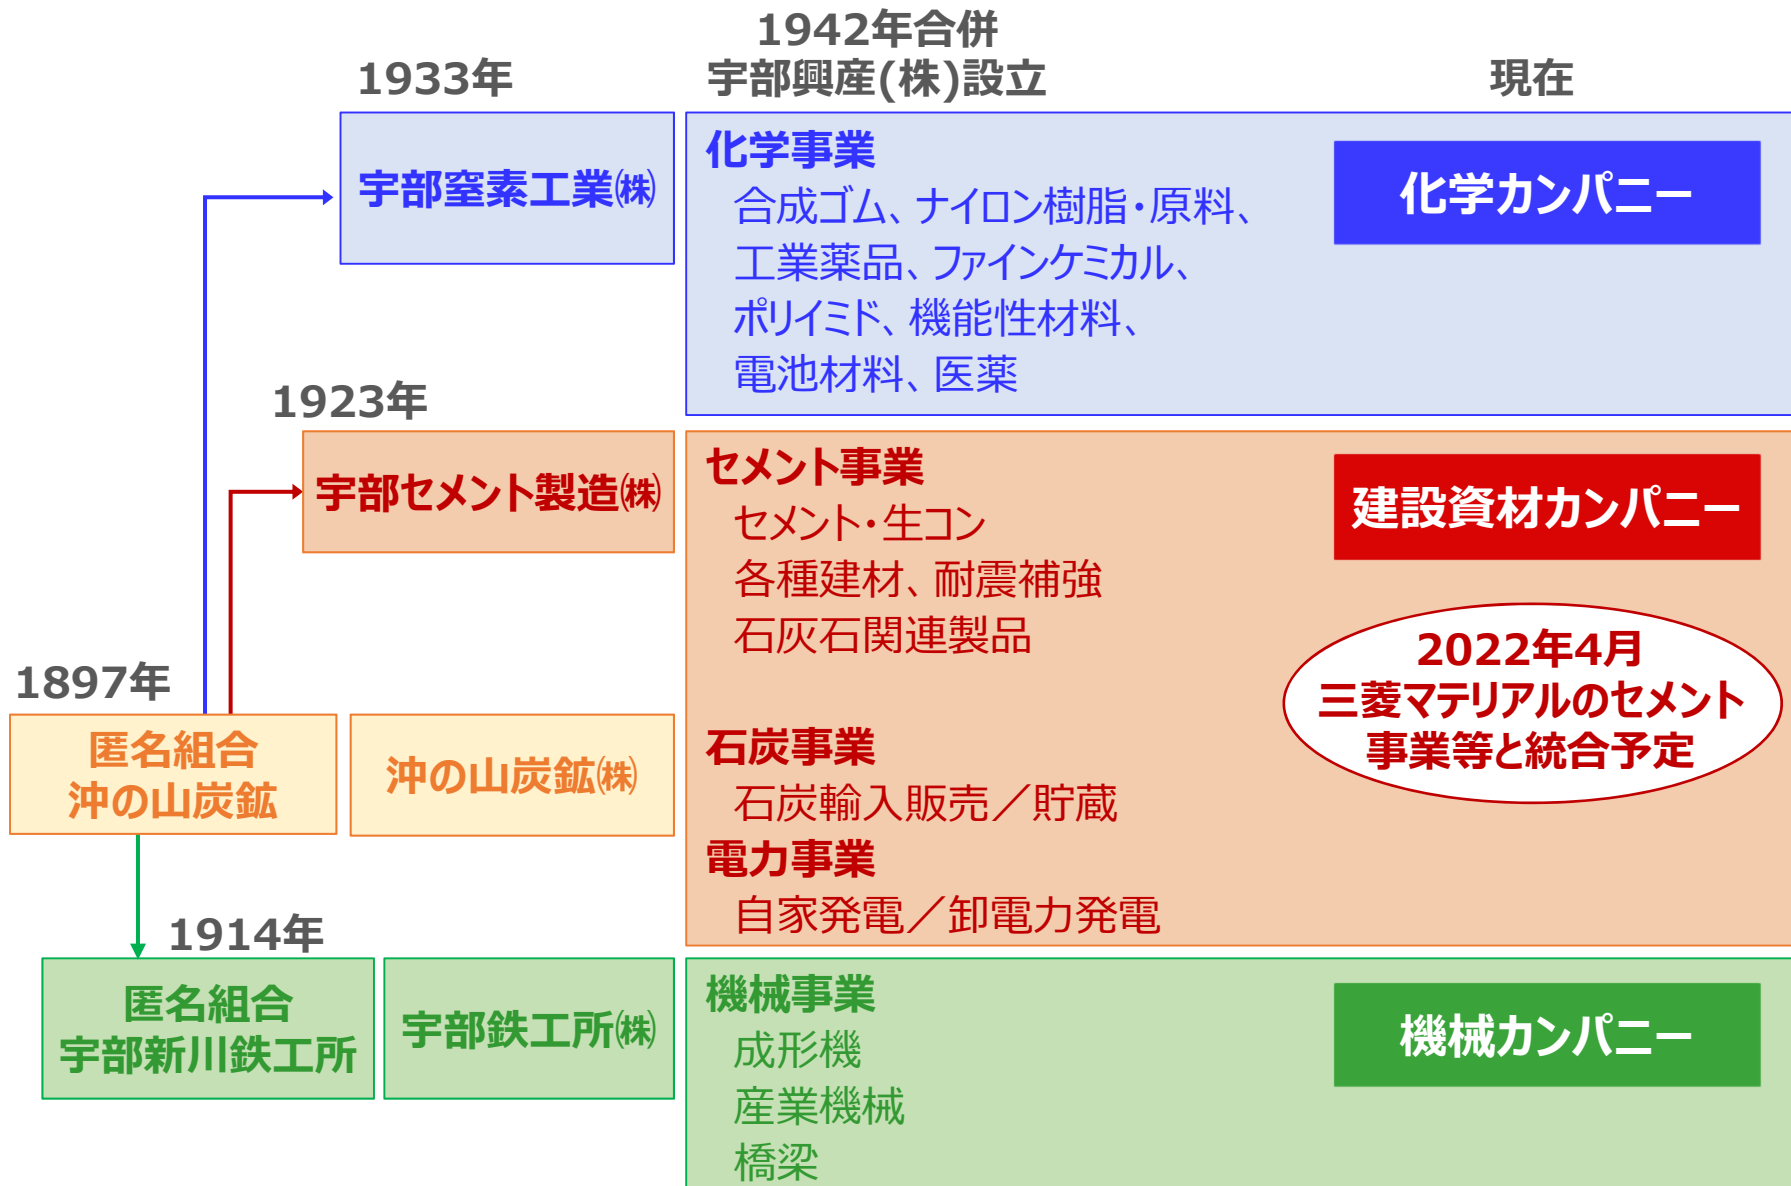 1942年合併
1933年
宇部興産(株)設立
現在
宇部窒素工業㈱
化学事業
合成ゴム、ナイロン樹脂・原料、
工業薬品、ファインケミカル、
ポリイミド、機能性材料、
電池材料、医薬
化学カンパニー
1923年
宇部セメント製造㈱
セメント事業
セメント・生コン
各種建材、耐震補強
石灰石関連製品
建設資材カンパニー
2022年4月
三菱マテリアルのセメント
事業等と統合予定
1897年
匿名組合
沖の山炭鉱
沖の山炭鉱㈱
石炭事業
石炭輸入販売／貯蔵
電力事業
自家発電／卸電力発電
1914年
匿名組合
宇部新川鉄工所
宇部鉄工所㈱
機械事業
成形機
産業機械
橋梁
機械カンパニー